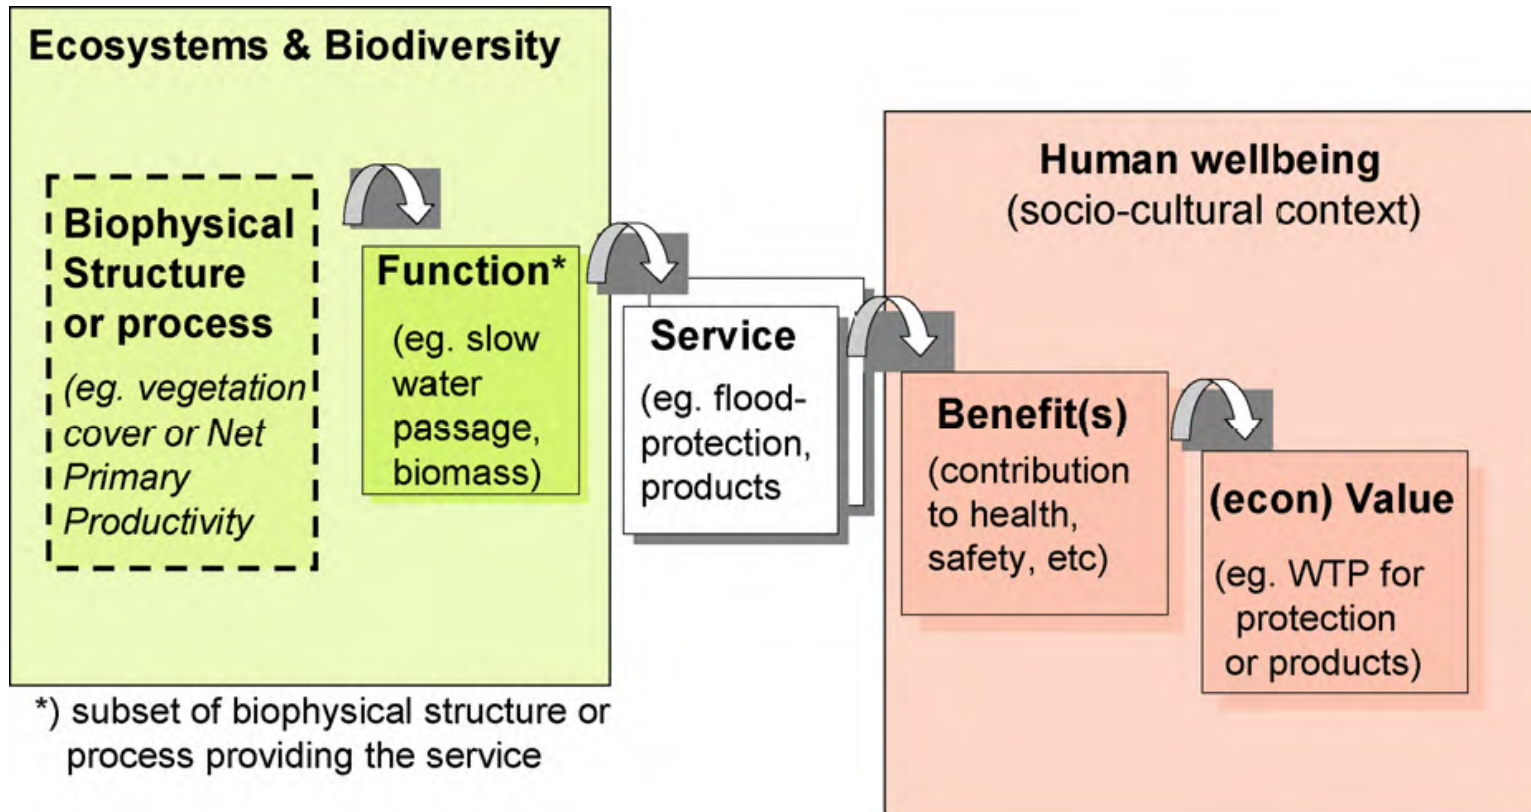 Ecosystems & Biodiversity
Biophysical
Structure
or process
(eg. vegetation
cover or Net
Primary
Productivity
Function*
(eg. slow
water
passage,
biomass)
Service
(eg. flood-
protection,
products
Human wellbeing
(socio-cultural context)
Benefit(s)
(contribution
to health,
safety, etc)
(econ) Value
(eg. WTP for
protection
or products)
*) subset of biophysical structure or
process providing the service